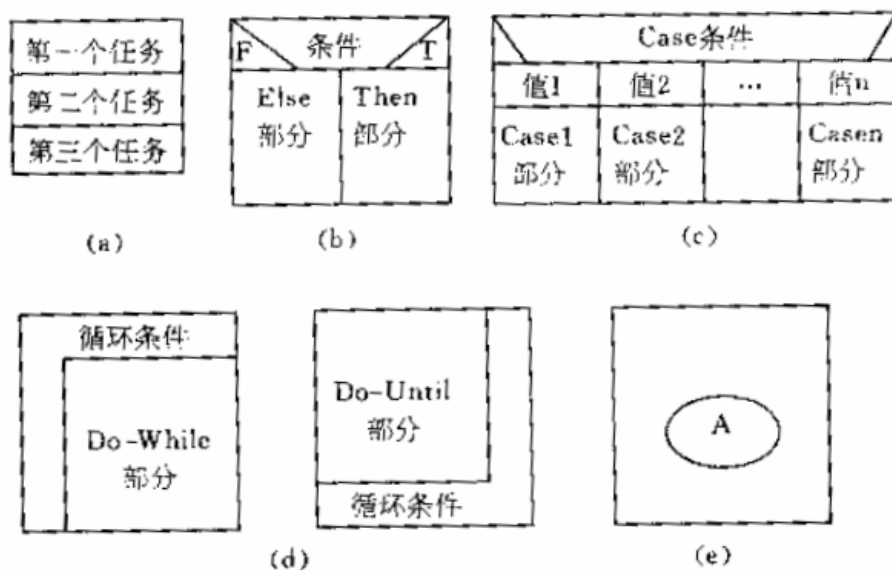 第一个任务
第二个任务
第三个任务
(a)
F 条件 T
Else Then
部分 部分
(b)
Case条件
值1 值2 … 值n
Case1 Case2 Casen
部分 部分 部分
(c)
循环条件
Do-While
部分
Do-Until
部分
循环条件
(d)
A
(e)